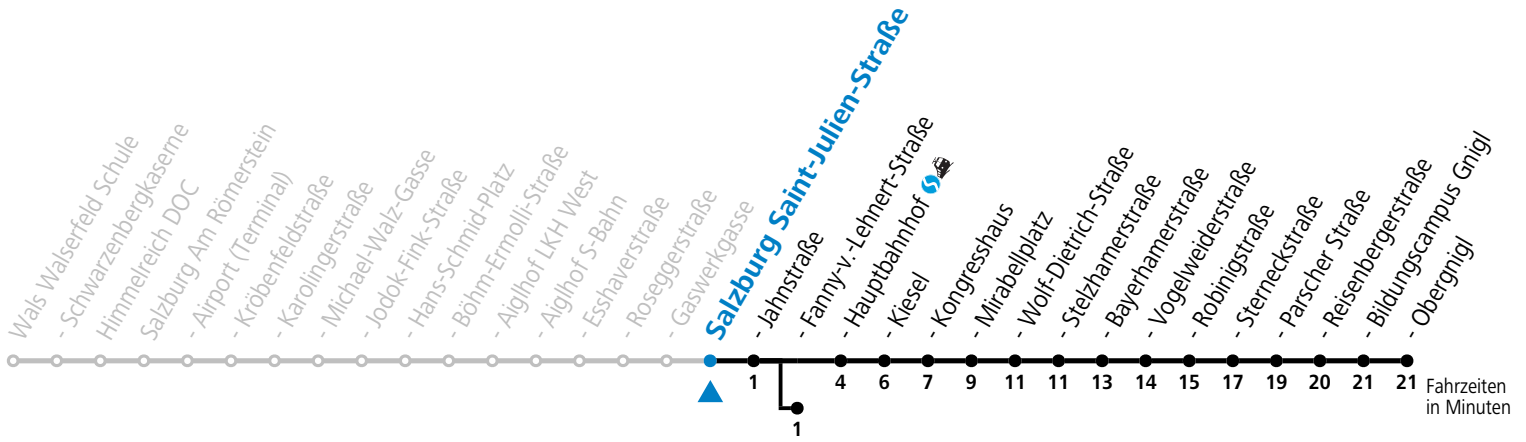 Wals Walserfeld Schule
- Schwarzenbergkaserne
Himmelreich DOC
Salzburg Am Römerstein
- Airport (Terminal)
- Kröbenfeldstraße
- Karolingerstraße
- Michael-Walz-Gasse
- Jodok-Fink-Straße
- Hans-Schmid-Platz
- Böhm-Ermolli-Straße
- Aiglhof LKH West
- Aiglhof S-Bahn
- Esshaverstraße
- Roseggerstraße
- Gaswerkgasse
Salzburg Saint-Julien-Straße
- Jahnstraße
- Fanny-v.-Lehnert-Straße
- Hauptbahnhof
- Kiesel
- Kongresshaus
- Mirabellplatz
- Wolf-Dietrich-Straße
- Stelzhamerstraße
- Bayerhamerstraße
- Vogelweiderstraße
- Robinigstraße
- Sterneckstraße
- Parscher Straße
- Reisenbergerstraße
- Bildungscampus Gnigl
- Obergnigl
1 4 6 7 9 11 11 13 14 15 17 19 20 21 21
Fahrzeiten
in Minuten
1